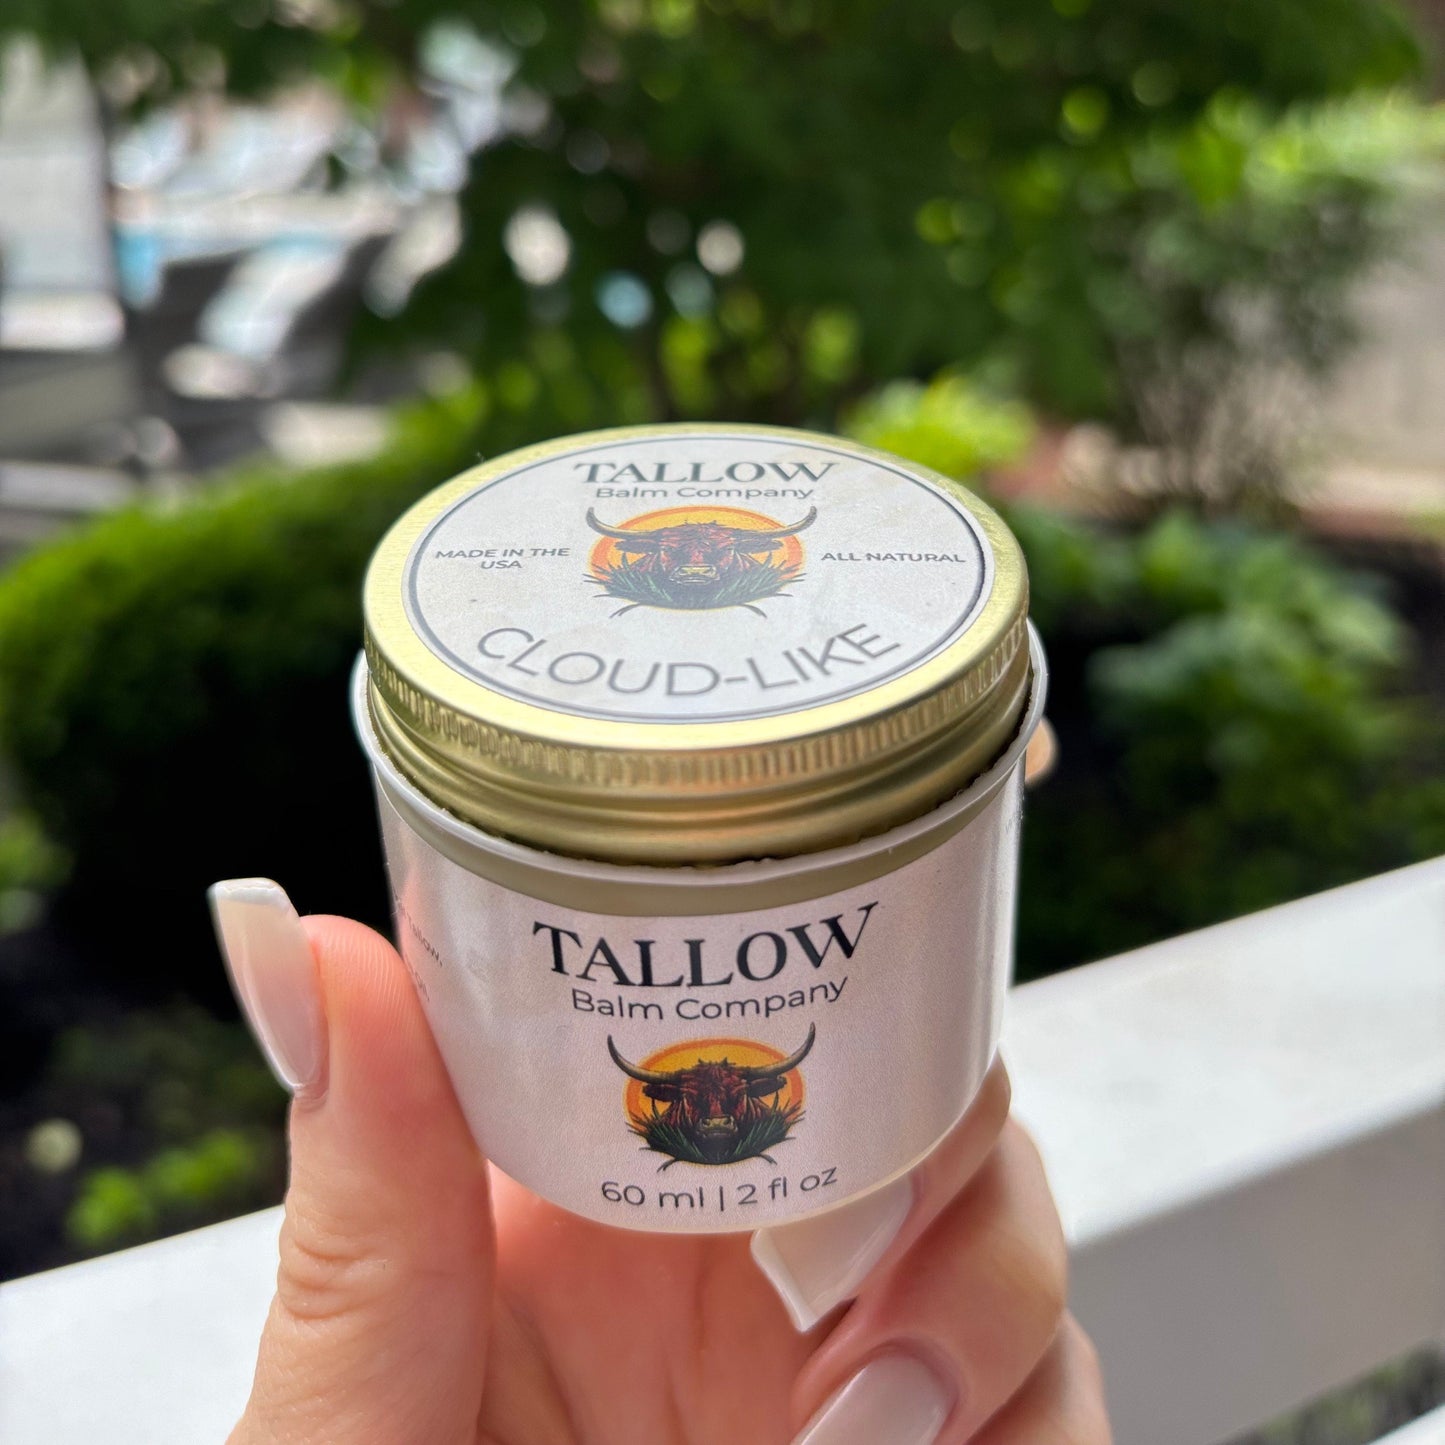 TALLOW
Balm Company
MADE IN THE
USA
ALL NATURAL
CLOUD-LIKE
TALLOW
Balm Company
60 ml | 2 fl oz
Tallow,